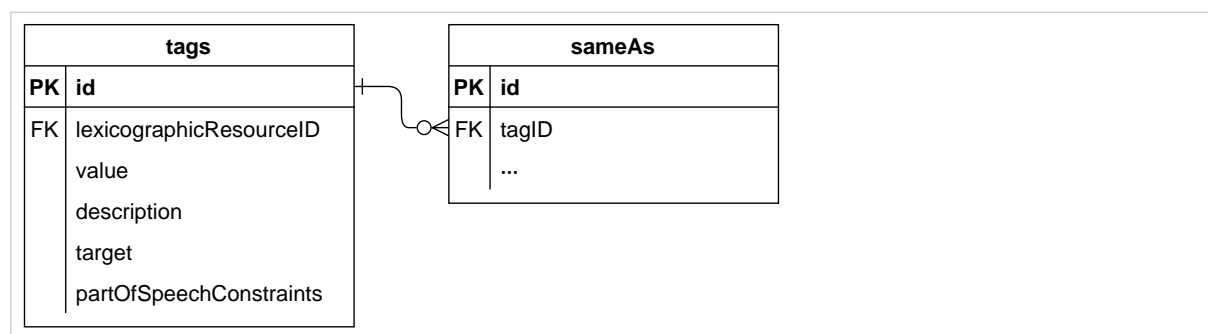 tags
PK id
FK lexicographicResourceID
value
description
target
partOfSpeechConstraints
sameAs
PK id
FK tagID
...